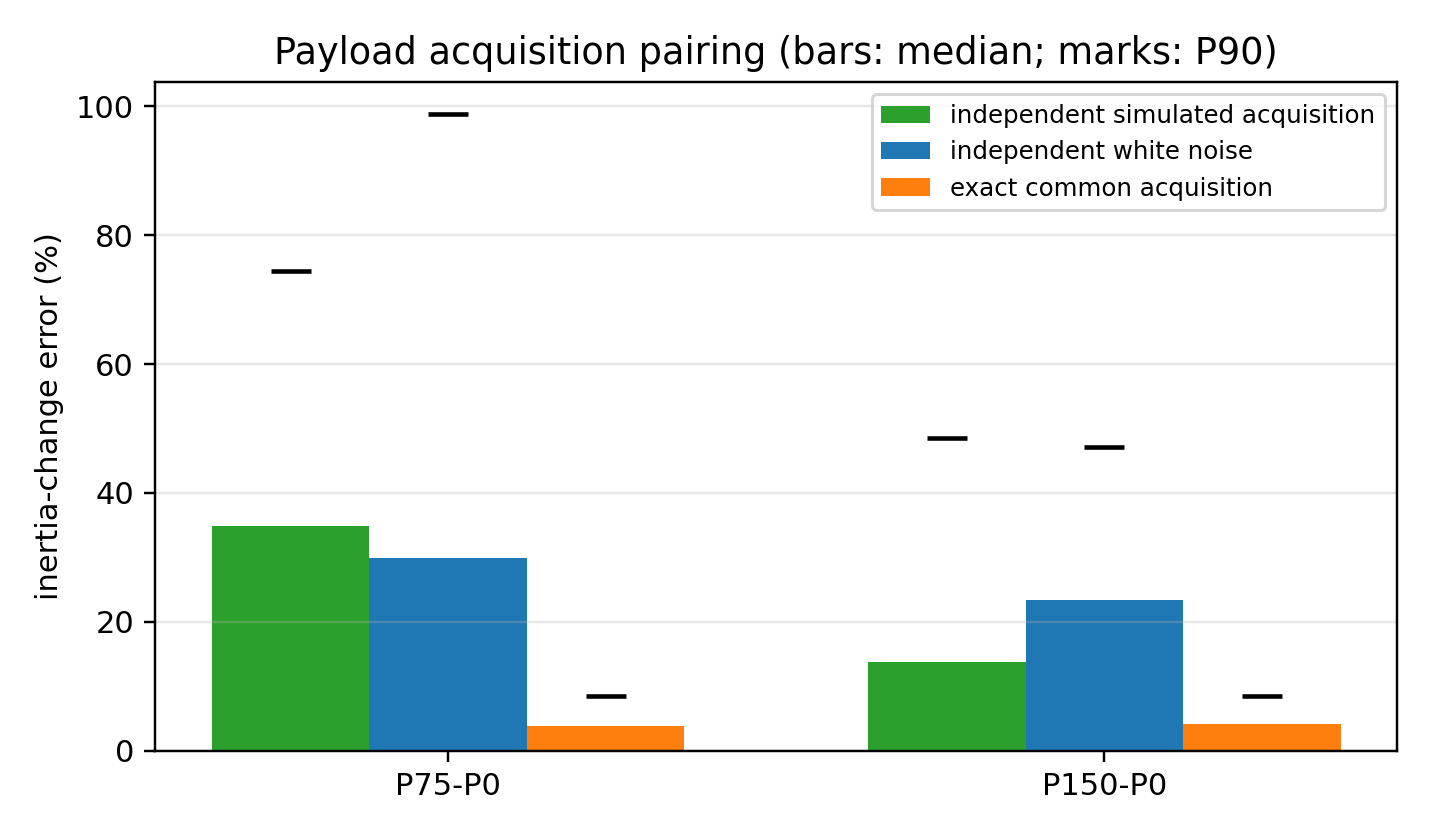 Payload acquisition pairing (bars: median; marks: P90)
independent simulated acquisition
independent white noise
exact common acquisition
inertia-change error (%)
100
80
60
40
20
0
P75-P0
P150-P0